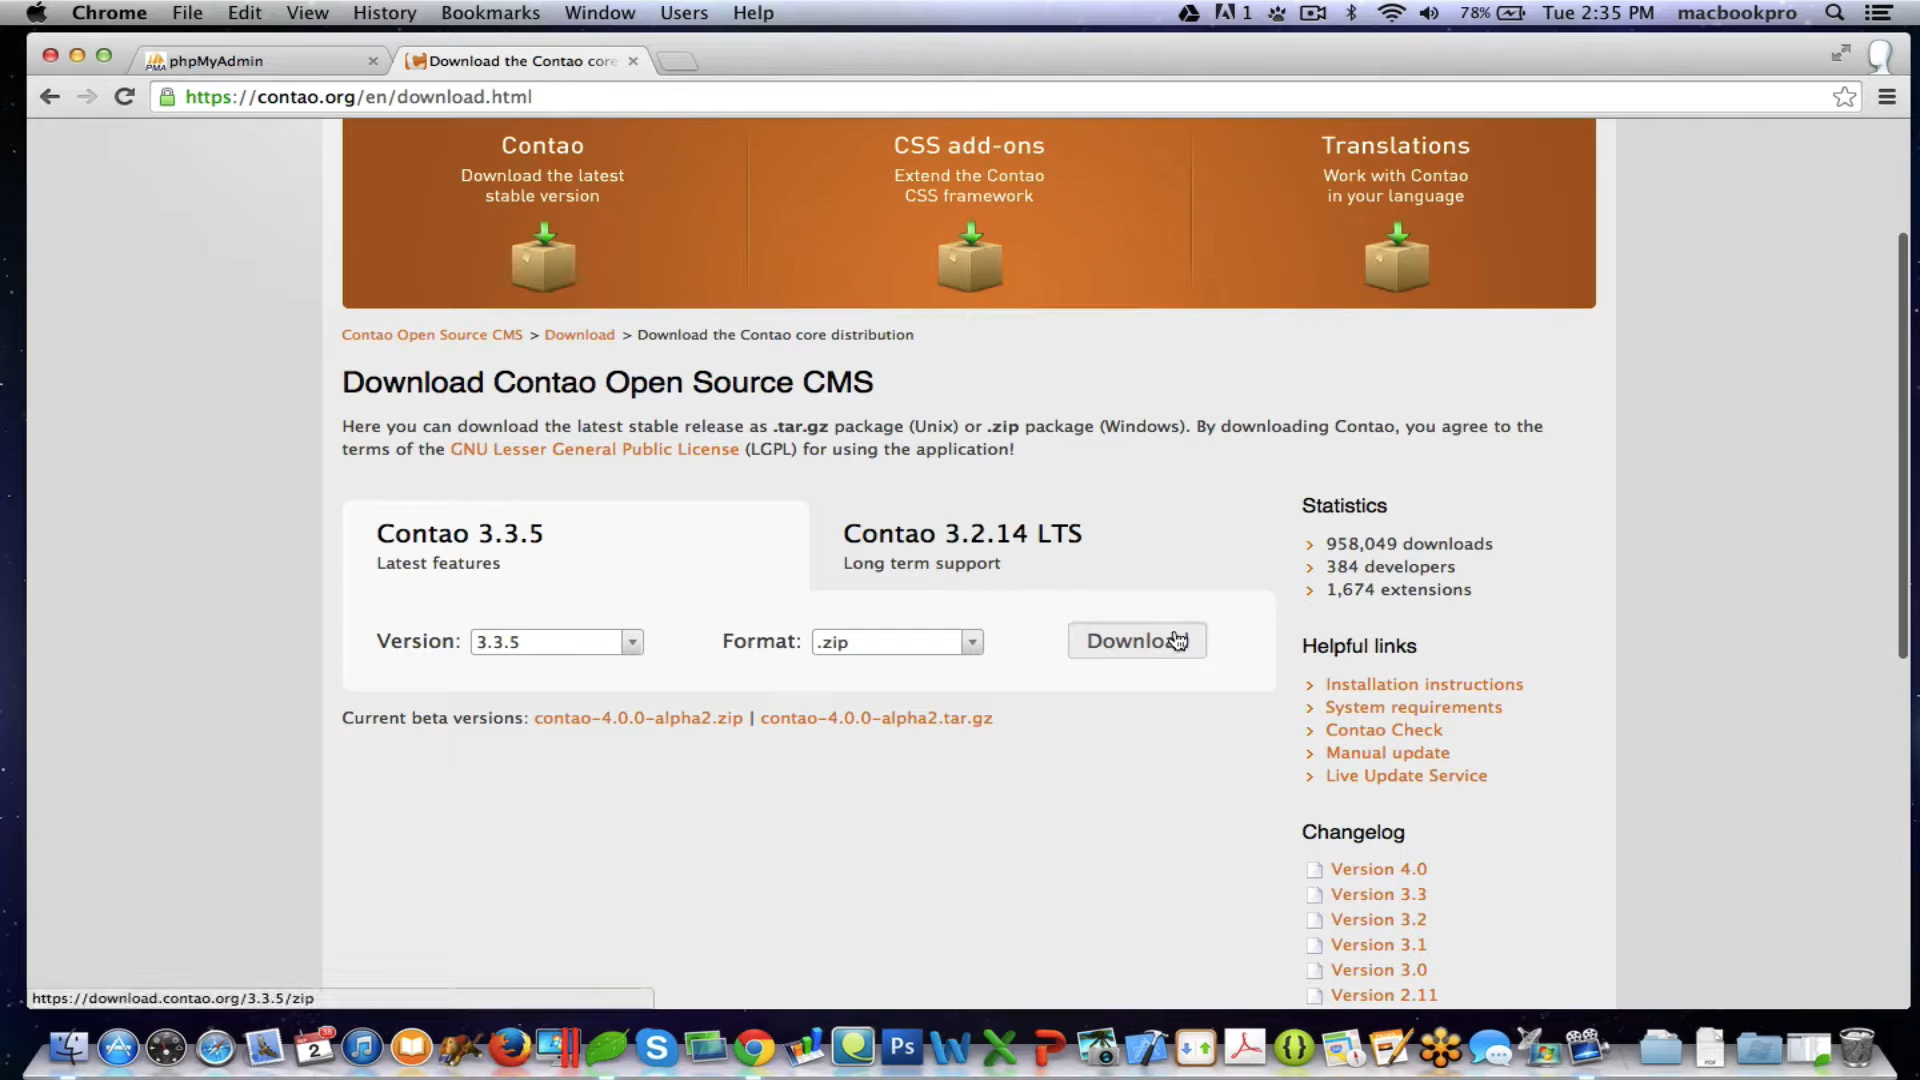 Chrome File Edit View History Bookmarks Window Users Help 1 78% Tue 2:35 PM macbookpro
phpMyAdmin Download the Contao core
https://contao.org/en/download.html
Contao
Download the latest
stable version
CSS add-ons
Extend the Contao
CSS framework
Translations
Work with Contao
in your language
Contao Open Source CMS > Download > Download the Contao core distribution
Download Contao Open Source CMS
Here you can download the latest stable release as .tar.gz package (Unix) or .zip package (Windows). By downloading Contao, you agree to the
terms of the GNU Lesser General Public License (LGPL) for using the application!
Contao 3.3.5
Latest features
Contao 3.2.14 LTS
Long term support
Version: 3.3.5 Format: .zip Download
Current beta versions: contao-4.0.0-alpha2.zip | contao-4.0.0-alpha2.tar.gz
Statistics
958,049 downloads
384 developers
1,674 extensions
Helpful links
Installation instructions
System requirements
Contao Check
Manual update
Live Update Service
Changelog
Version 4.0
Version 3.3
Version 3.2
Version 3.1
Version 3.0
Version 2.11
https://download.contao.org/3.3.5/zip
2
Ps